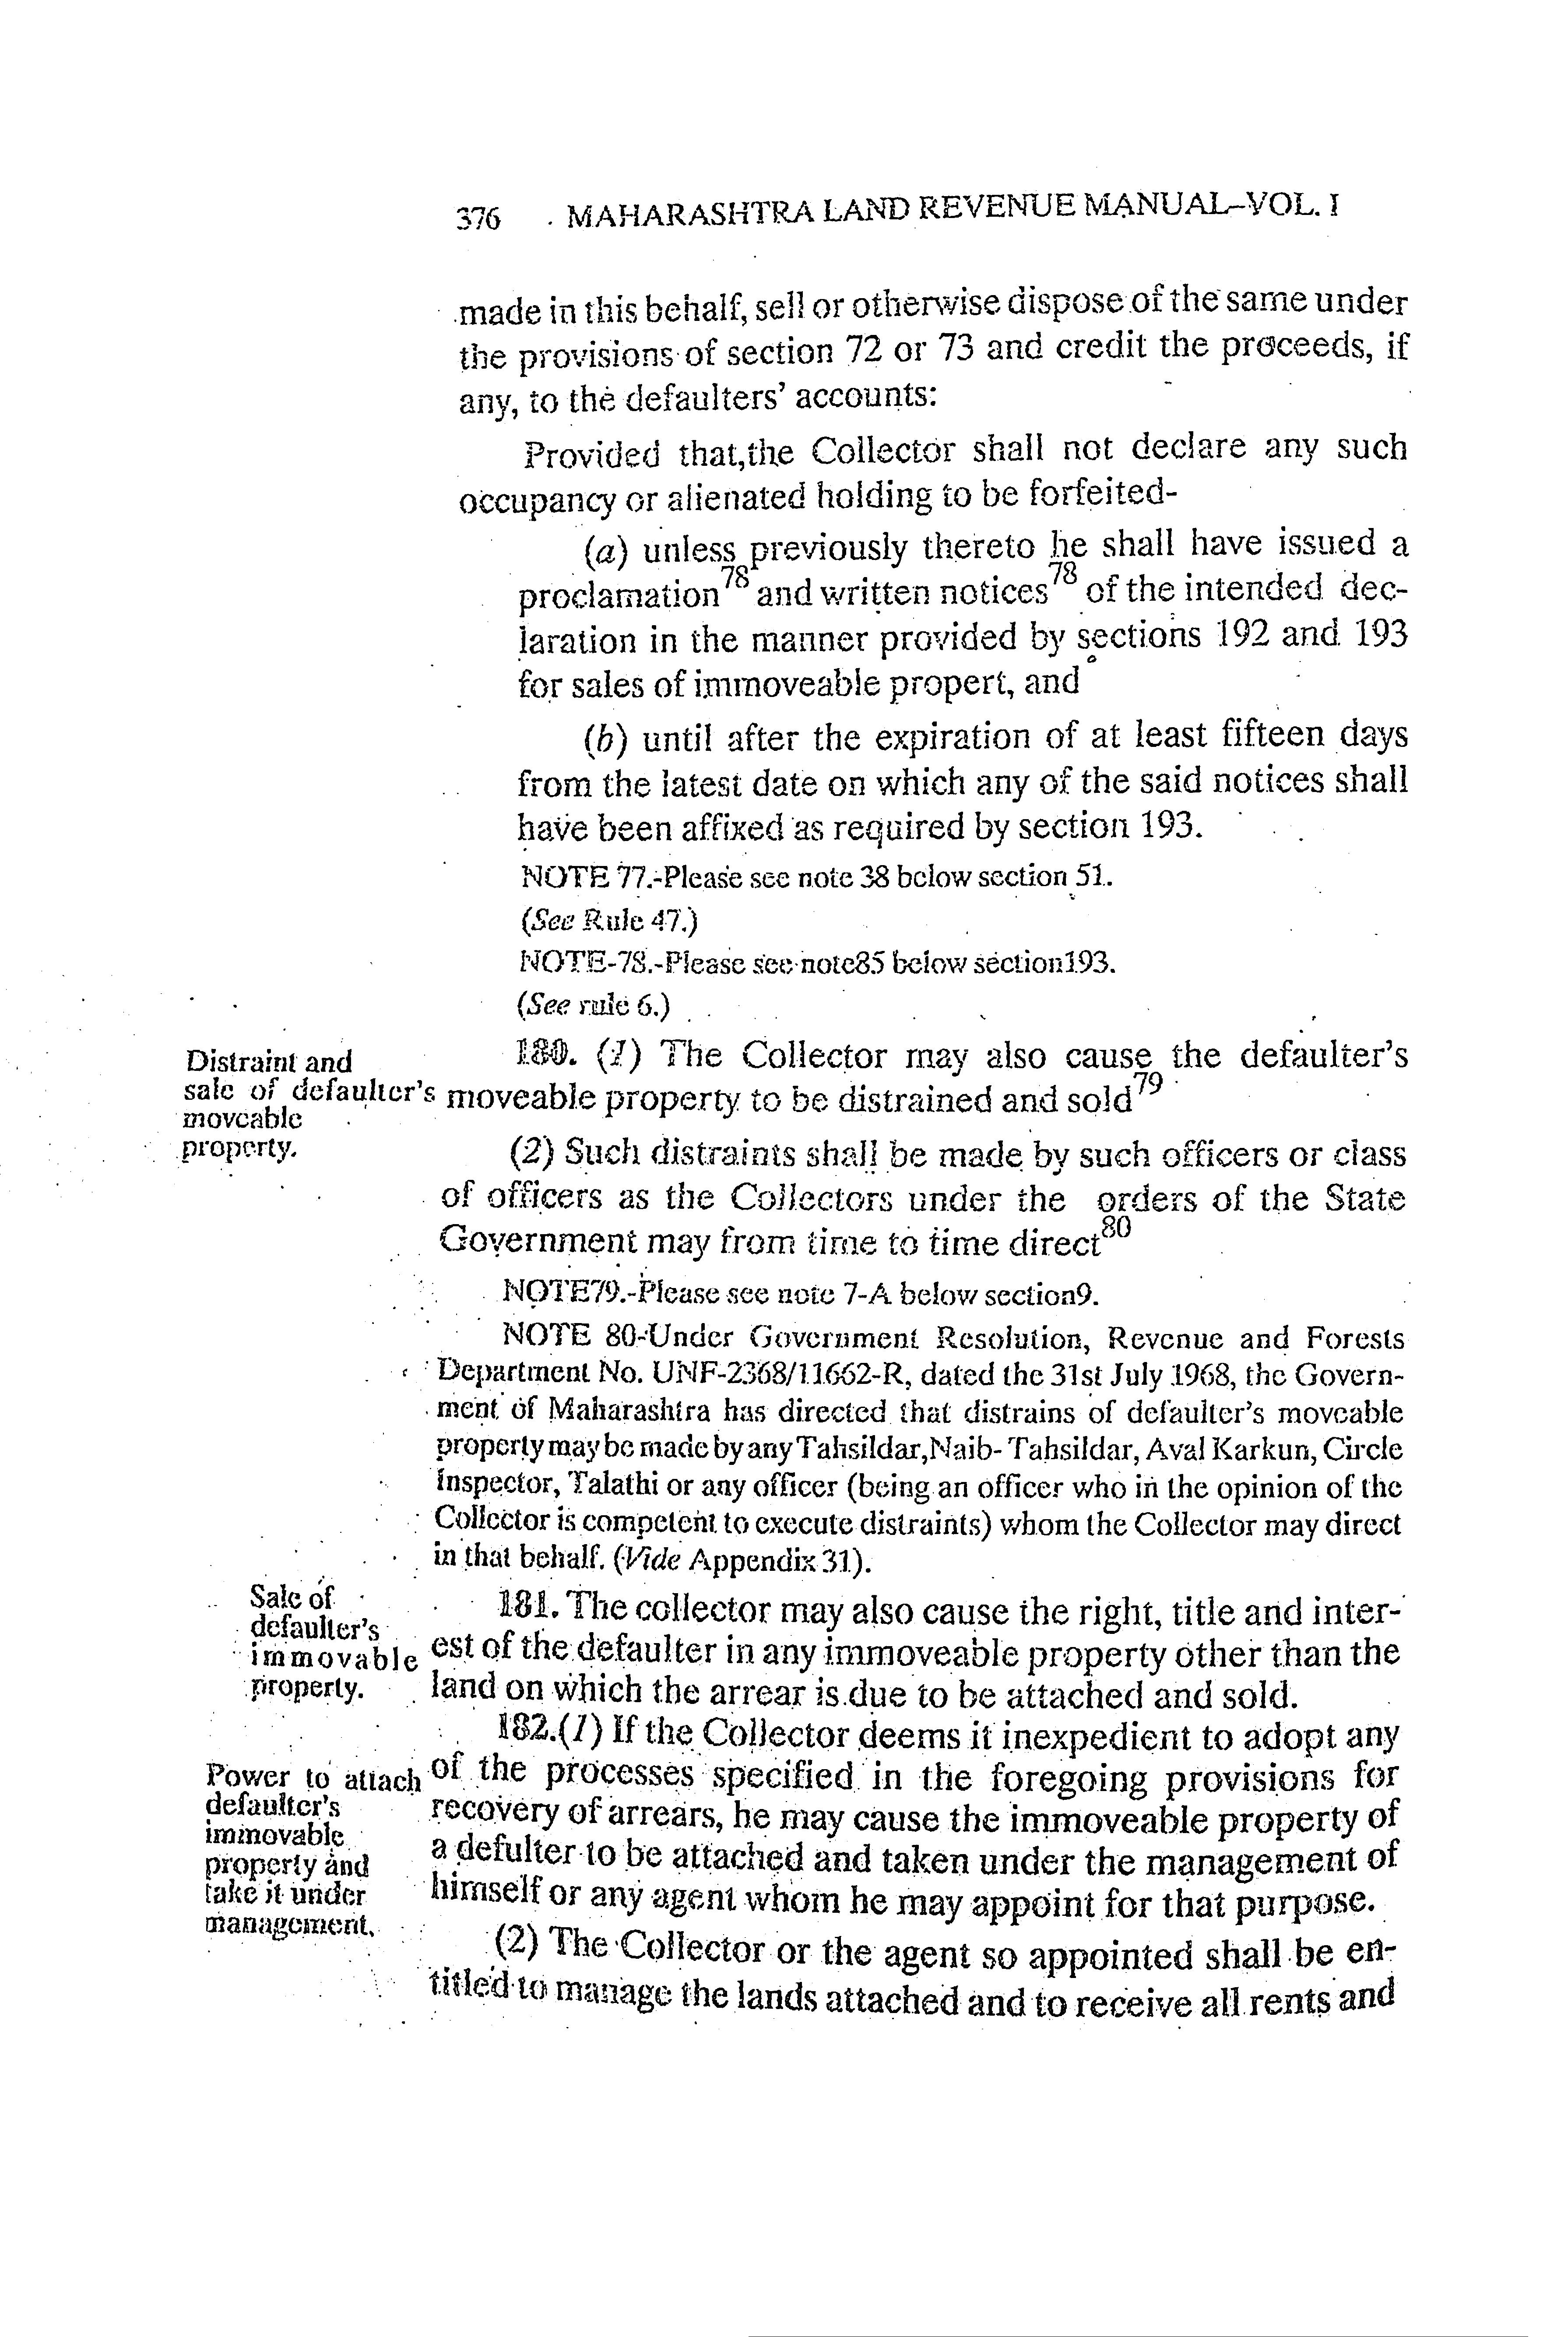 376 MAHARASHTRA LAND REVENUE MANUAL–VOL. I
made in this behalf, sell or otherwise dispose of the same under
the provisions of section 72 or 73 and credit the proceeds, if
any, to the defaulters' accounts:
Provided that,the Collector shall not declare any such
occupancy or alienated holding to be forfeited-
(a) unless previously thereto he shall have issued a
proclamation78 and written notices78 of the intended dec-
laration in the manner provided by sections 192 and 193
for sales of immoveable propert, and
(b) until after the expiration of at least fifteen days
from the latest date on which any of the said notices shall
have been affixed as required by section 193.
NOTE 77.-Please see note 38 below section 51.
(See Rule 47.)
NOTE-78.-Please see note85 below section193.
(See rule 6.)
Distraint and
sale of defaulter's
moveable
property.
180. (1) The Collector may also cause the defaulter's
moveable property to be distrained and sold79
(2) Such distraints shall be made by such officers or class
of officers as the Collectors under the orders of the State
Government may from time to time direct80
NOTE79.-Please see note 7-A below section9.
NOTE 80-Under Government Resolution, Revenue and Forests
Department No. UNF-2368/11662-R, dated the 31st July 1968, the Govern-
ment of Maharashtra has directed that distrains of defaulter's moveable
property may be made by any Tahsildar,Naib- Tahsildar, Aval Karkun, Circle
Inspector, Talathi or any officer (being an officer who in the opinion of the
Collector is competent to execute distraints) whom the Collector may direct
in that behalf. (Vide Appendix 31).
Sale of
defaulter's
immovable
property.
181. The collector may also cause the right, title and inter-
est of the defaulter in any immoveable property other than the
land on which the arrear is due to be attached and sold.
Power to attach
defaulter's
immovable
property and
take it under
management.
182.(1) If the Collector deems it inexpedient to adopt any
of the processes specified in the foregoing provisions for
recovery of arrears, he may cause the immoveable property of
a defulter to be attached and taken under the management of
himself or any agent whom he may appoint for that purpose.
(2) The Collector or the agent so appointed shall be en-
titled to manage the lands attached and to receive all rents and